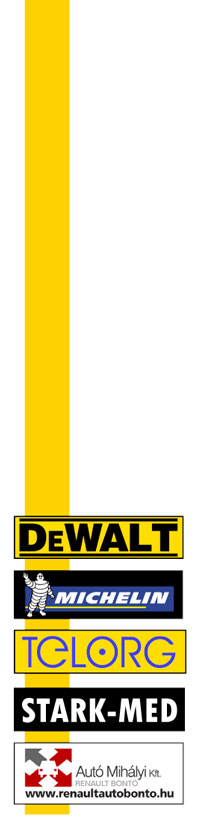 DEWALT
MICHELIN
TELORG
STARK-MED
Autó Mihályi Kft.
RENAULT BONTÓ
www.renaultautobonto.hu